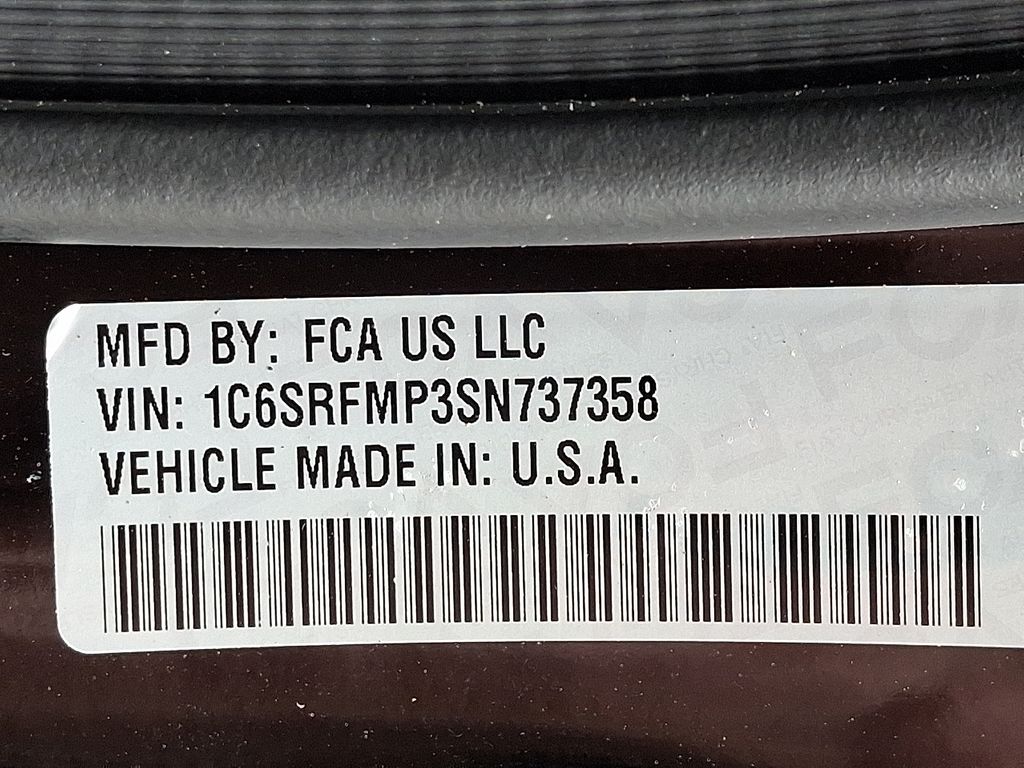 MFD BY: FCA US LLC
VIN: 1C6SRFMP3SN737358
VEHICLE MADE IN: U.S.A.